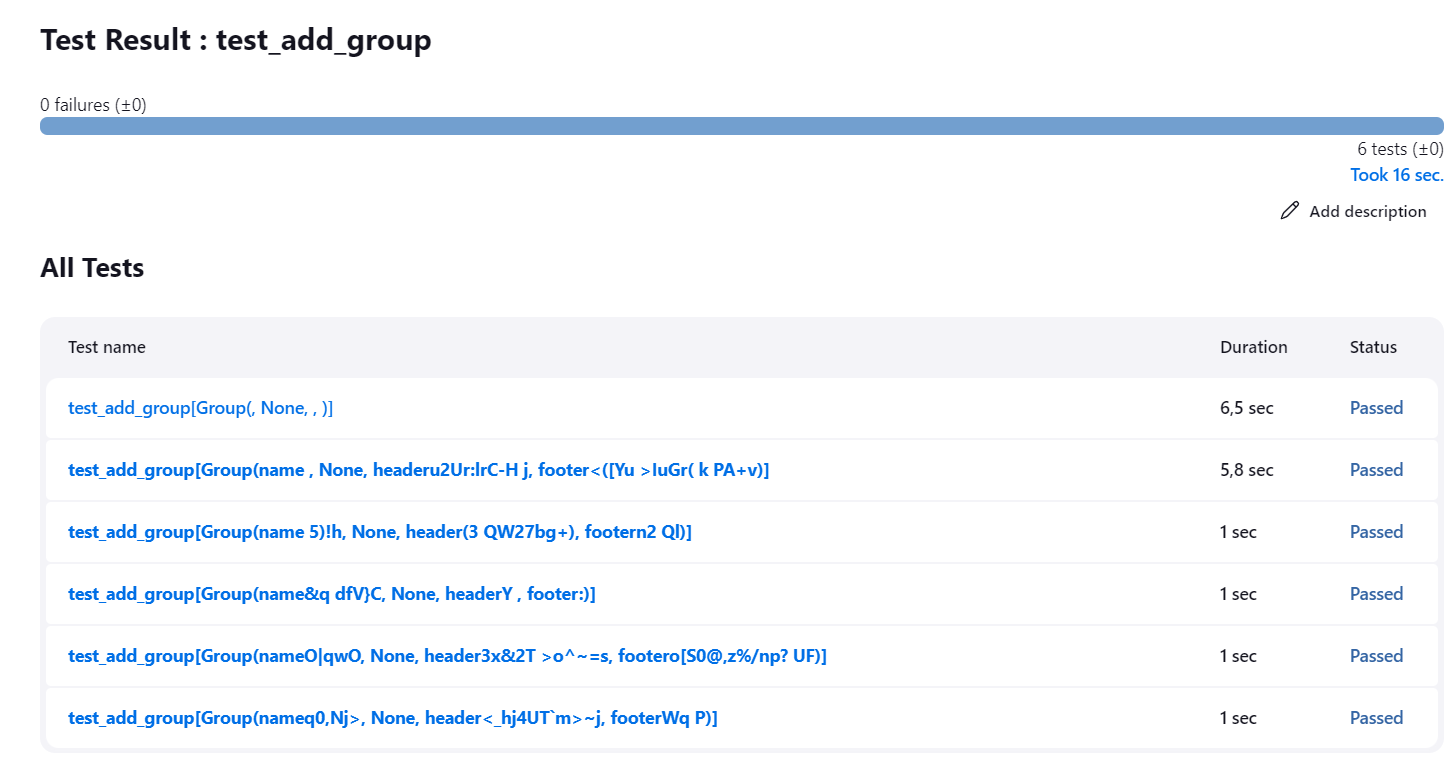 Test Result : test_add_group
0 failures (±0)
6 tests (±0)
Took 16 sec.
Add description
All Tests
Test name Duration Status
test_add_group[Group(, None, , )] 6,5 sec Passed
test_add_group[Group(name , None, headeru2Ur:lrC-H j, footer<([Yu >IuGr( k PA+v)] 5,8 sec Passed
test_add_group[Group(name 5)!h, None, header(3 QW27bg+), footern2 Ql)] 1 sec Passed
test_add_group[Group(name&q dfV}C, None, headerY , footer:)] 1 sec Passed
test_add_group[Group(nameO|qwO, None, header3x&2T >o^~=s, footero[S0@,z%/np? UF)] 1 sec Passed
test_add_group[Group(nameq0,Nj>, None, header<_hj4UT`m>~j, footerWq P)] 1 sec Passed